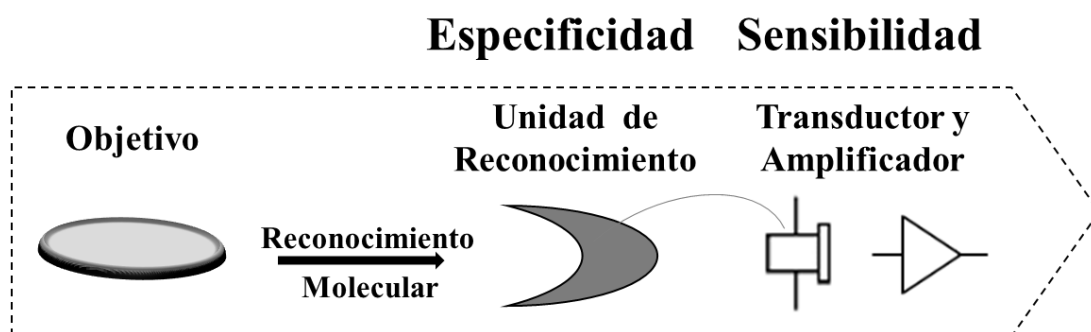 Especificidad Sensibilidad
Objetivo
Unidad de
Reconocimiento
Transductor y
Amplificador
Reconocimiento
Molecular